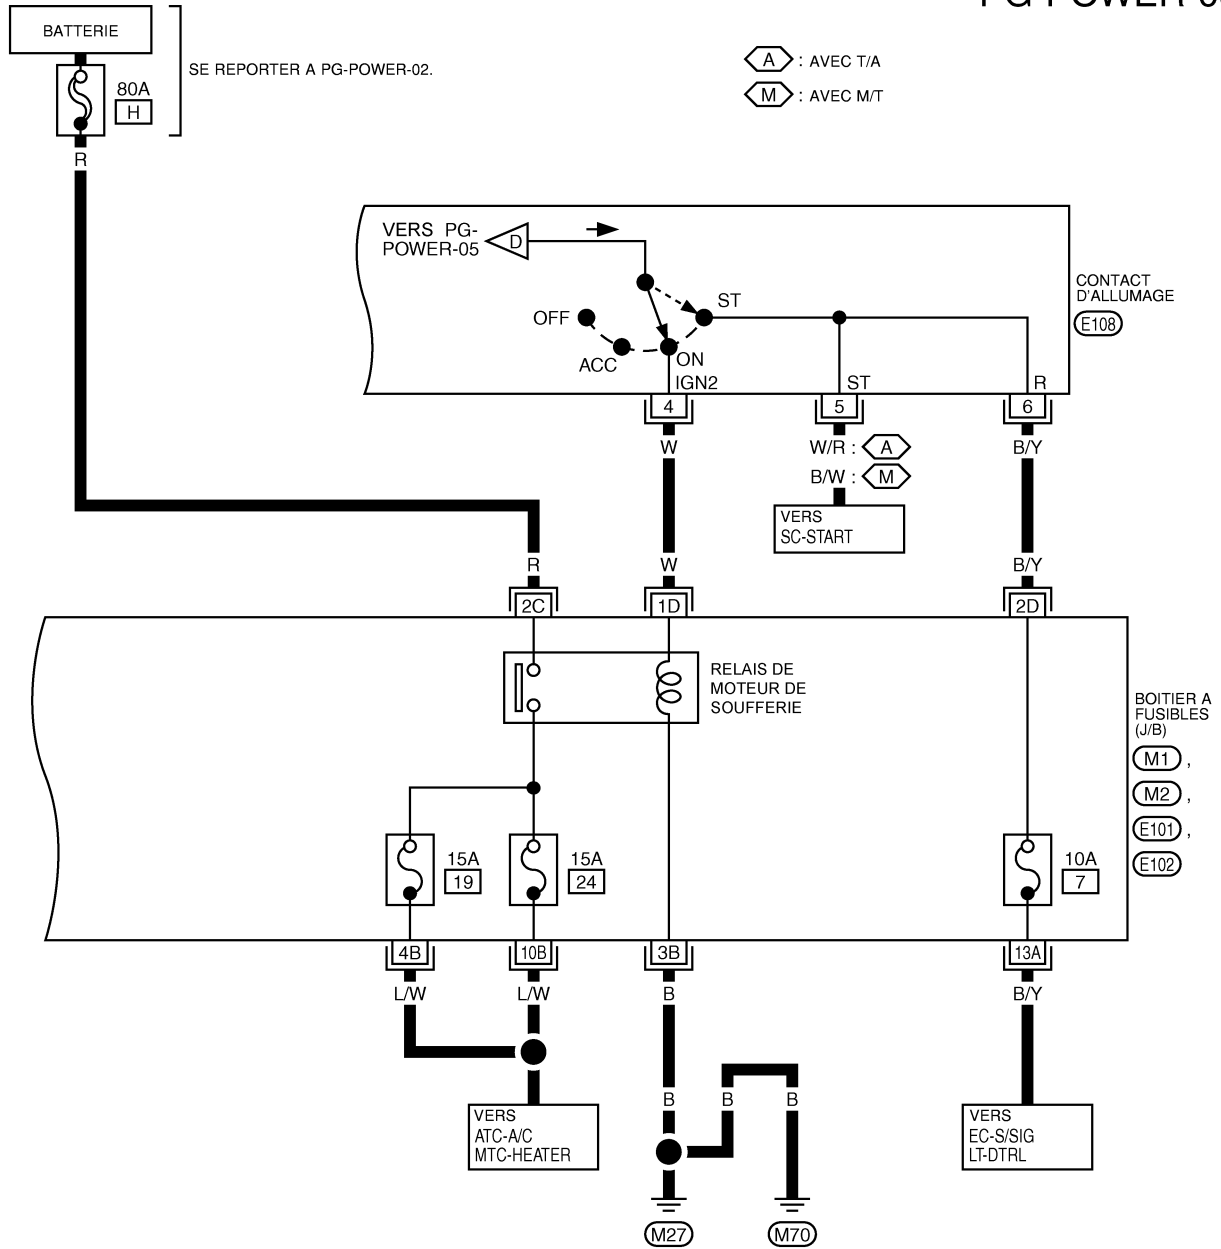 BATTERIE
80A
H
SE REPORTER A PG-POWER-02.
A : AVEC T/A
M : AVEC M/T
R
VERS PG-
POWER-05
D
OFF
ACC
ON
ST
IGN2
ST
R
CONTACT
D'ALLUMAGE
E108
4
5
6
W
W/R : A
B/W : M
B/Y
VERS
SC-START
R
W
B/Y
2C
1D
2D
RELAIS DE
MOTEUR DE
SOUFFERIE
BOITIER A
FUSIBLES
(J/B)
M1 ,
M2 ,
E101 ,
E102
15A
19
15A
24
10A
7
4B
10B
3B
13A
L/W
L/W
B
B/Y
B
B
B
VERS
ATC-A/C
MTC-HEATER
VERS
EC-S/SIG
LT-DTRL
M27
M70